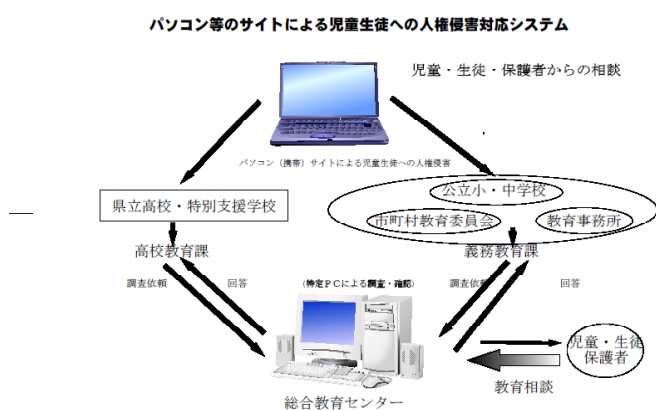 パソコン等のサイトによる児童生徒への人権侵害対応システム
児童・生徒・保護者からの相談
パソコン（携帯）サイトによる児童生徒への人権侵害
公立小・中学校
県立高校・特別支援学校
市町村教育委員会
教育事務所
高校教育課
義務教育課
調査依頼
回答
(特定ＰＣによる調査・確認)
調査依頼
回答
児童・生徒
保護者
教育相談
総合教育センター